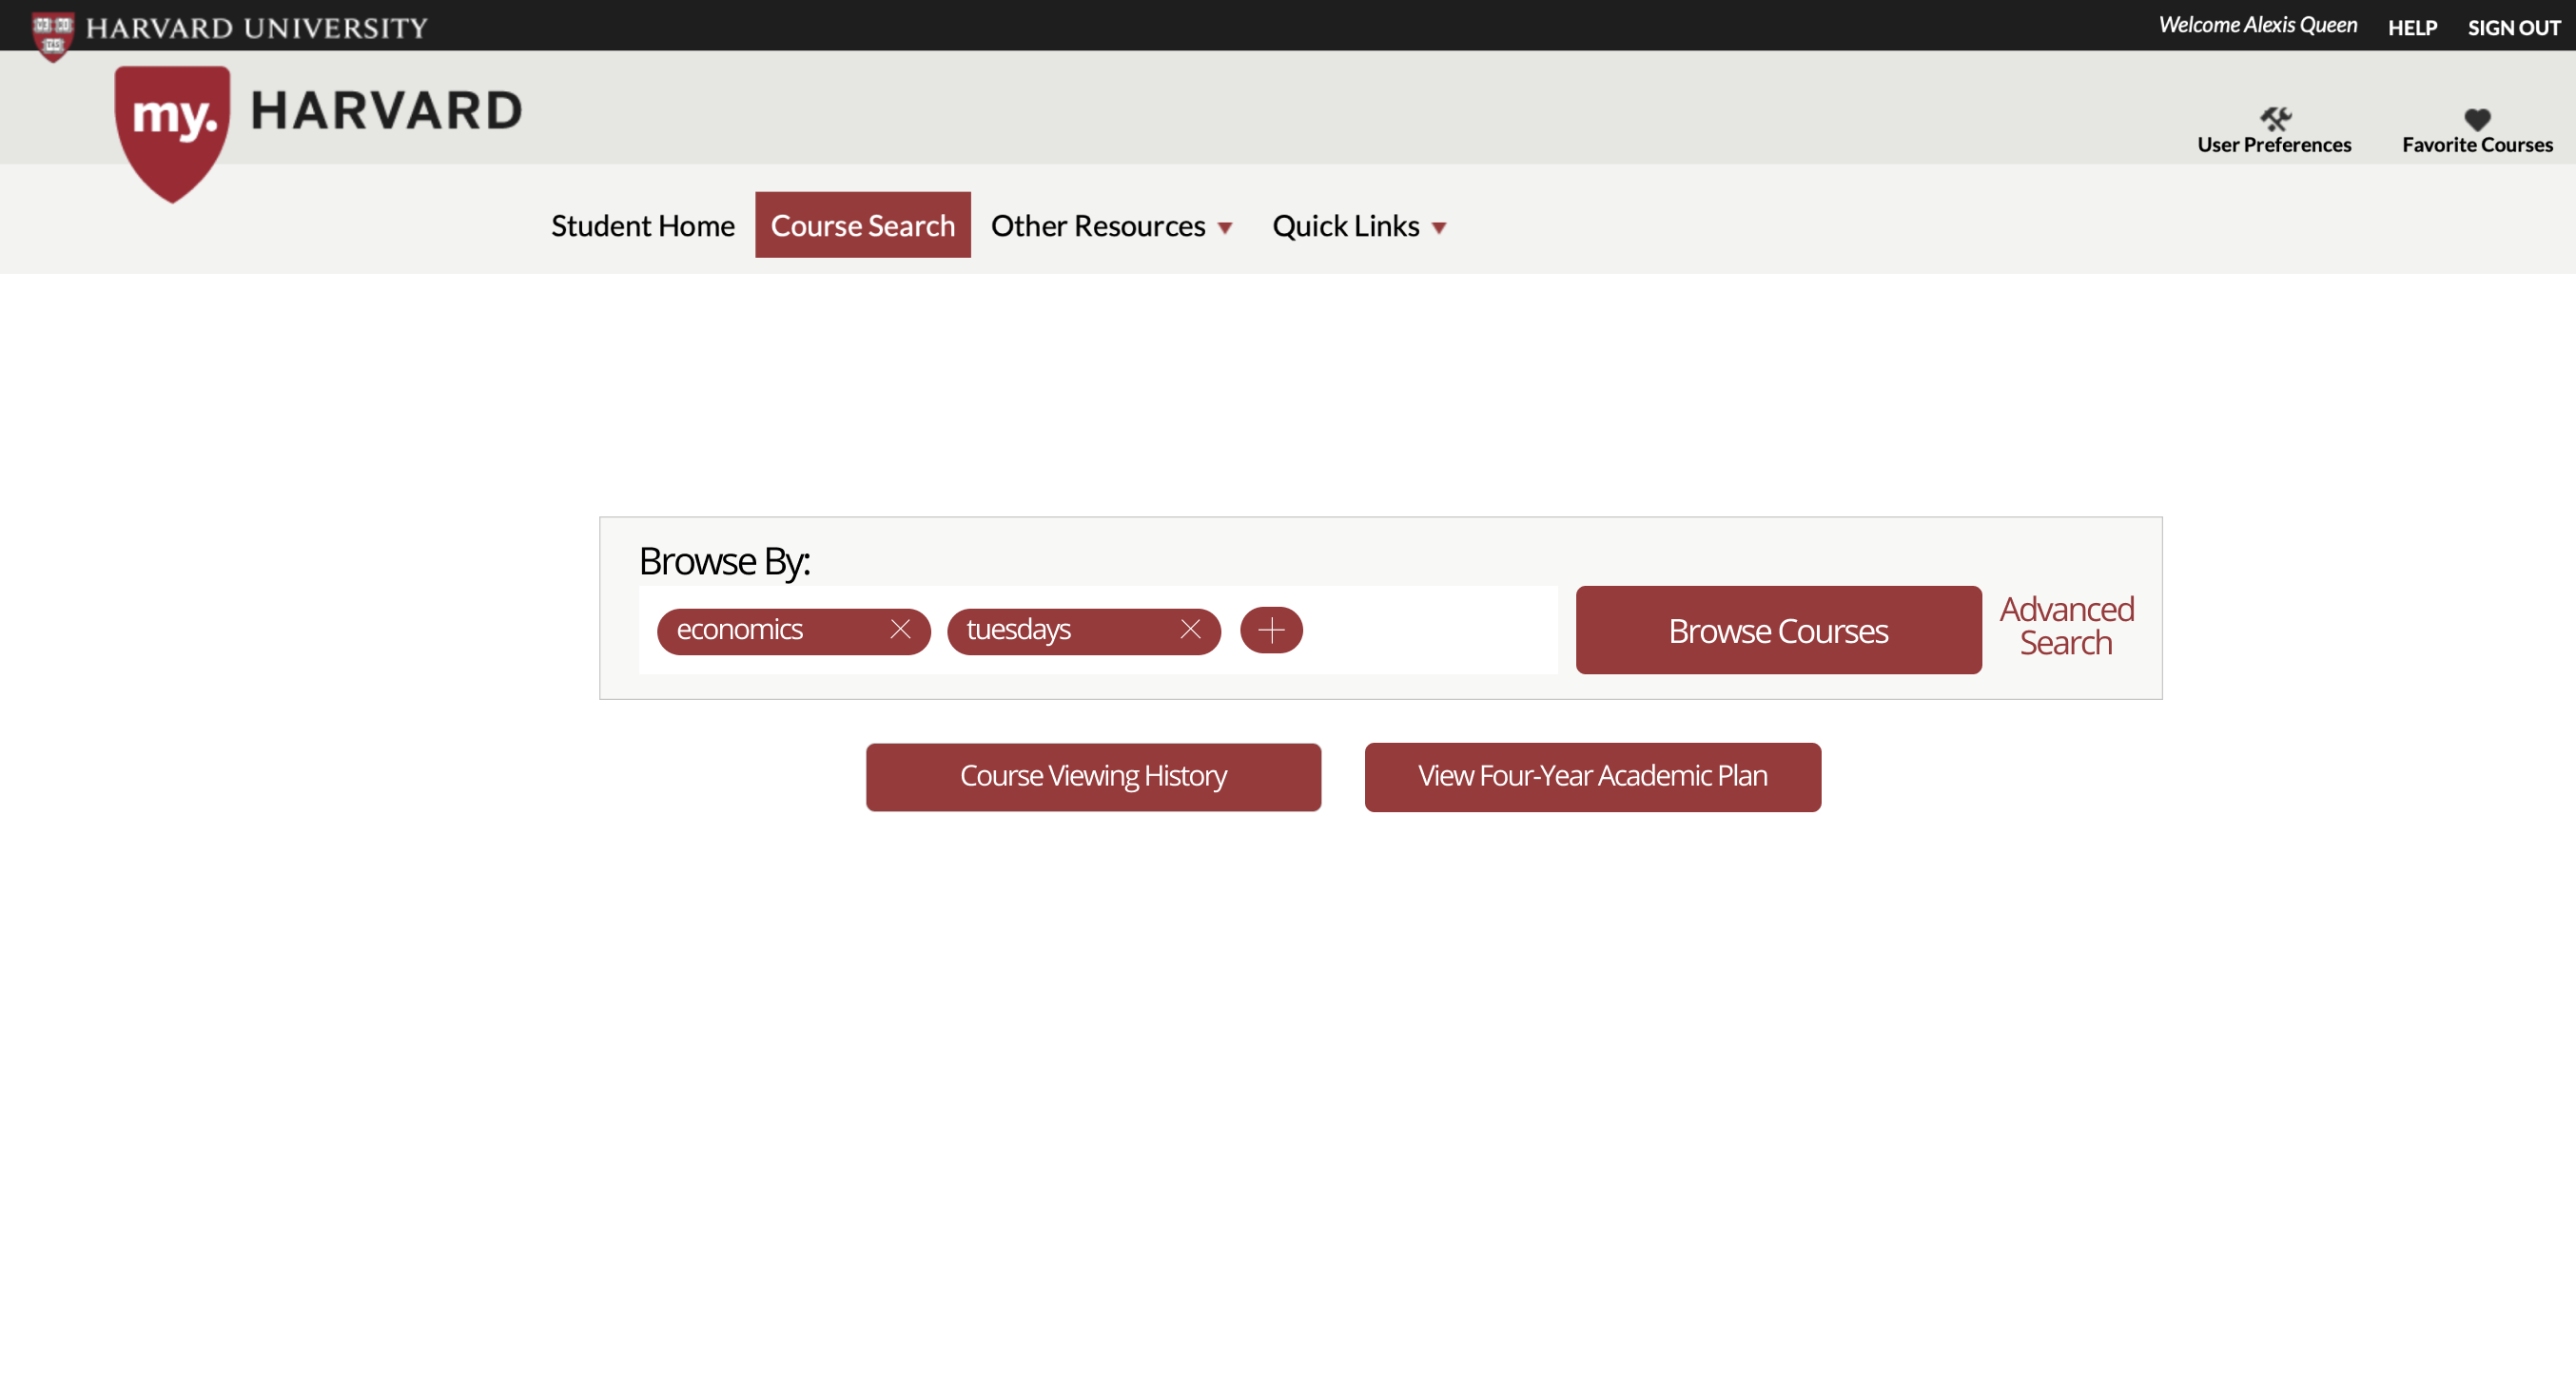 HARVARD UNIVERSITY
Welcome Alexis Queen HELP SIGN OUT
my. HARVARD
User Preferences Favorite Courses
Student Home Course Search Other Resources Quick Links
Browse By:
economics tuesdays
Browse Courses
Advanced
Search
Course Viewing History View Four-Year Academic Plan